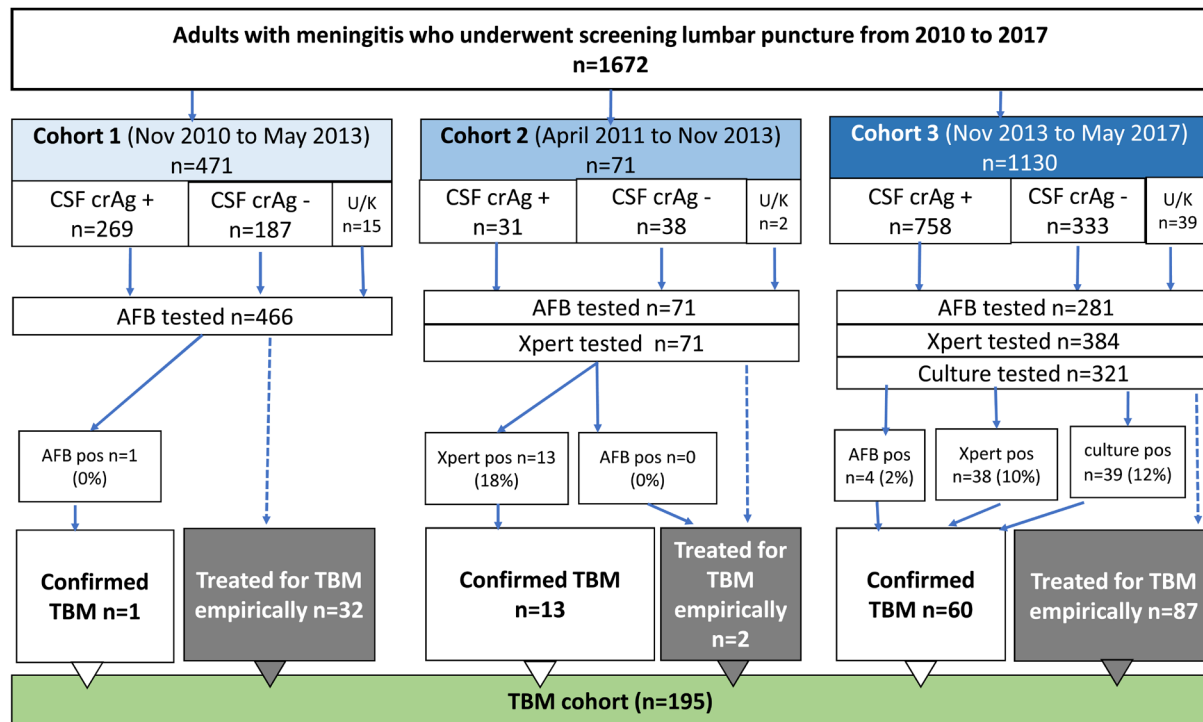 Adults with meningitis who underwent screening lumbar puncture from 2010 to 2017
n=1672
Cohort 1 (Nov 2010 to May 2013)
n=471
CSF crAg +
n=269
CSF crAg -
n=187
U/K
n=15
AFB tested n=466
AFB pos n=1
(0%)
Confirmed
TBM n=1
Treated for TBM
empirically n=32
Cohort 2 (April 2011 to Nov 2013)
n=71
CSF crAg +
n=31
CSF crAg -
n=38
U/K
n=2
AFB tested n=71
Xpert tested n=71
Xpert pos n=13
(18%)
AFB pos n=0
(0%)
Confirmed TBM
n=13
Treated for
TBM
empirically
n=2
Cohort 3 (Nov 2013 to May 2017)
n=1130
CSF crAg +
n=758
CSF crAg -
n=333
U/K
n=39
AFB tested n=281
Xpert tested n=384
Culture tested n=321
AFB pos
n=4 (2%)
Xpert pos
n=38 (10%)
culture pos
n=39 (12%)
Confirmed
TBM n=60
Treated for TBM
empirically n=87
TBM cohort (n=195)